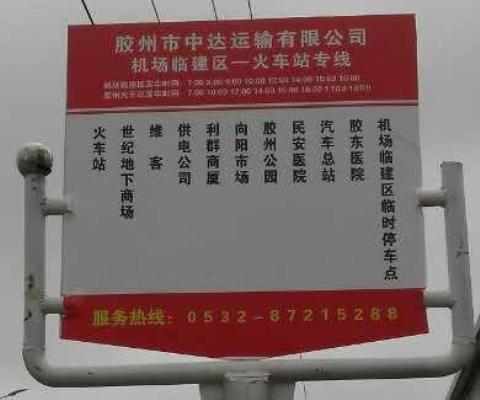 胶州市中达运输有限公司
机场临建区—火车站专线
火车站
世纪地下商场
维客
供电公司
利群商厦
向阳市场
胶州公园
民安医院
汽车总站
胶东医院
机场临建区临时停车点
服务热线：0532-87215288